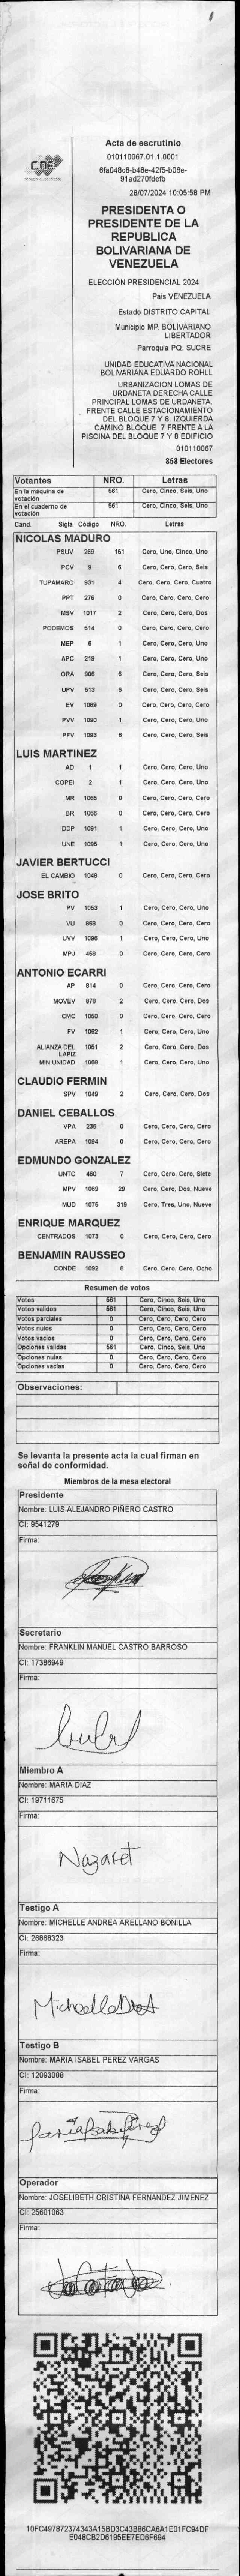 CNE
Acta de escrutinio
010110067.01.1.0001
6fa048c8-b48e-42f5-b06e-
91ad270fdefb
28/07/2024 10:05:58 PM
PRESIDENTA O
PRESIDENTE DE LA
REPUBLICA
BOLIVARIANA DE
VENEZUELA
ELECCIÓN PRESIDENCIAL 2024
Pais VENEZUELA
Estado DISTRITO CAPITAL
Municipio MP. BOLIVARIANO
LIBERTADOR
Parroquia PQ. SUCRE
UNIDAD EDUCATIVA NACIONAL
BOLIVARIANA EDUARDO ROHLL
URBANIZACION LOMAS DE
URDANETA DERECHA CALLE
PRINCIPAL LOMAS DE URDANETA.
FRENTE CALLE ESTACIONAMIENTO
DEL BLOQUE 7 Y 8. IZQUIERDA
CAMINO BLOQUE 7 FRENTE A LA
PISCINA DEL BLOQUE 7 Y 8 EDIFICIO
010110067
858 Electores
Votantes NRO. Letras
En la máquina de votación 561 Cero, Cinco, Seis, Uno
En el cuaderno de votación 561 Cero, Cinco, Seis, Uno
Cand. Sigla Código NRO. Letras
NICOLAS MADURO
PSUV 269 151 Cero, Uno, Cinco, Uno
PCV 9 6 Cero, Cero, Cero, Seis
TUPAMARO 931 4 Cero, Cero, Cero, Cuatro
PPT 276 0 Cero, Cero, Cero, Cero
MSV 1017 2 Cero, Cero, Cero, Dos
PODEMOS 514 0 Cero, Cero, Cero, Cero
MEP 6 1 Cero, Cero, Cero, Uno
APC 219 1 Cero, Cero, Cero, Uno
ORA 906 6 Cero, Cero, Cero, Seis
UPV 513 6 Cero, Cero, Cero, Seis
EV 1089 0 Cero, Cero, Cero, Cero
PVV 1090 1 Cero, Cero, Cero, Uno
PFV 1093 6 Cero, Cero, Cero, Seis
LUIS MARTINEZ
AD 1 1 Cero, Cero, Cero, Uno
COPEI 2 1 Cero, Cero, Cero, Uno
MR 1065 0 Cero, Cero, Cero, Cero
BR 1066 0 Cero, Cero, Cero, Cero
DDP 1091 1 Cero, Cero, Cero, Uno
UNE 1095 1 Cero, Cero, Cero, Uno
JAVIER BERTUCCI
EL CAMBIO 1048 0 Cero, Cero, Cero, Cero
JOSE BRITO
PV 1053 1 Cero, Cero, Cero, Uno
VU 989 0 Cero, Cero, Cero, Cero
UVV 1096 1 Cero, Cero, Cero, Uno
MPJ 458 0 Cero, Cero, Cero, Cero
ANTONIO ECARRI
AP 914 0 Cero, Cero, Cero, Cero
MOVEV 878 2 Cero, Cero, Cero, Dos
CMC 1050 0 Cero, Cero, Cero, Cero
FV 1062 1 Cero, Cero, Cero, Uno
ALIANZA DEL LAPIZ 1051 2 Cero, Cero, Cero, Dos
MIN UNIDAD 1068 1 Cero, Cero, Cero, Uno
CLAUDIO FERMIN
SPV 1049 2 Cero, Cero, Cero, Dos
DANIEL CEBALLOS
VPA 236 0 Cero, Cero, Cero, Cero
AREPA 1094 0 Cero, Cero, Cero, Cero
EDMUNDO GONZALEZ
UNTC 460 7 Cero, Cero, Cero, Siete
MPV 1069 29 Cero, Cero, Dos, Nueve
MUD 1075 319 Cero, Tres, Uno, Nueve
ENRIQUE MARQUEZ
CENTRADOS 1073 0 Cero, Cero, Cero, Cero
BENJAMIN RAUSSEO
CONDE 1092 8 Cero, Cero, Cero, Ocho
Resumen de votos
Votos 561 Cero, Cinco, Seis, Uno
Votos validos 561 Cero, Cinco, Seis, Uno
Votos parciales 0 Cero, Cero, Cero, Cero
Votos nulos 0 Cero, Cero, Cero, Cero
Votos vacios 0 Cero, Cero, Cero, Cero
Opciones validas 561 Cero, Cinco, Seis, Uno
Opciones nulas 0 Cero, Cero, Cero, Cero
Opciones vacias 0 Cero, Cero, Cero, Cero
Observaciones:
Se levanta la presente acta la cual firman en
señal de conformidad.
Miembros de la mesa electoral
Presidente
Nombre: LUIS ALEJANDRO PIÑERO CASTRO
CI: 9541279
Firma:
Secretario
Nombre: FRANKLIN MANUEL CASTRO BARROSO
CI: 17386949
Firma:
Miembro A
Nombre: MARIA DIAZ
CI: 19711675
Firma:
Nazaret
Testigo A
Nombre: MICHELLE ANDREA ARELLANO BONILLA
CI: 26868323
Firma:
Testigo B
Nombre: MARIA ISABEL PEREZ VARGAS
CI: 12093008
Firma:
Operador
Nombre: JOSELIBETH CRISTINA FERNANDEZ JIMENEZ
CI: 25601063
Firma:
10FC497872374343A15BD3C43B86CA6A1E01FC94DF
E048CB2D6195EE7ED6F694